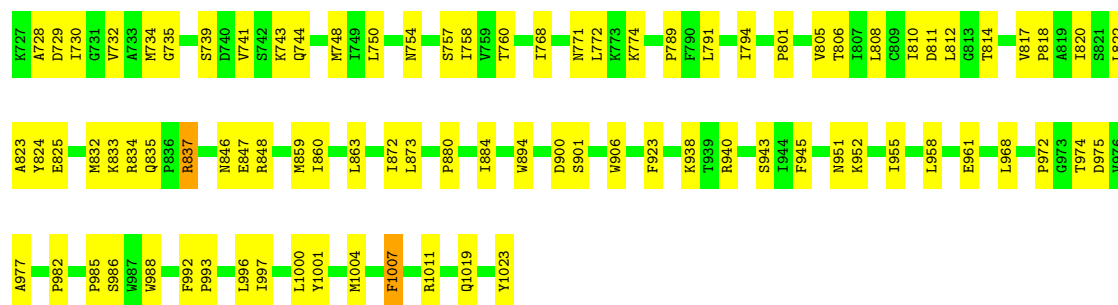 K727 A728 D729 I730 G731 V732 A733 M734 G735 S739 D740 V741 S742 K743 Q744 M748 I749 L750 N754 S757 I758 V759 T760 I768 N771 L772 K773 K774 P789 F790 L791 I794 P801 V805 T806 I807 L808 C809 I810 D811 L812 G813 T814 V817 P818 A819 I820 S821
A823 Y824 E825 M832 K833 R834 Q835 P836 R837 N846 E847 R848 M859 I860 L863 I872 L873 P880 I884 W894 D900 S901 W906 F923 K938 T939 R940 S943 I944 F945 N951 K952 I955 L958 E961 L968 P972 G973 T974 D975
A977 P982 P985 S986 W987 W988 F992 P993 L996 I997 L1000 Y1001 M1004 F1007 R1011 Q1019 Y1023